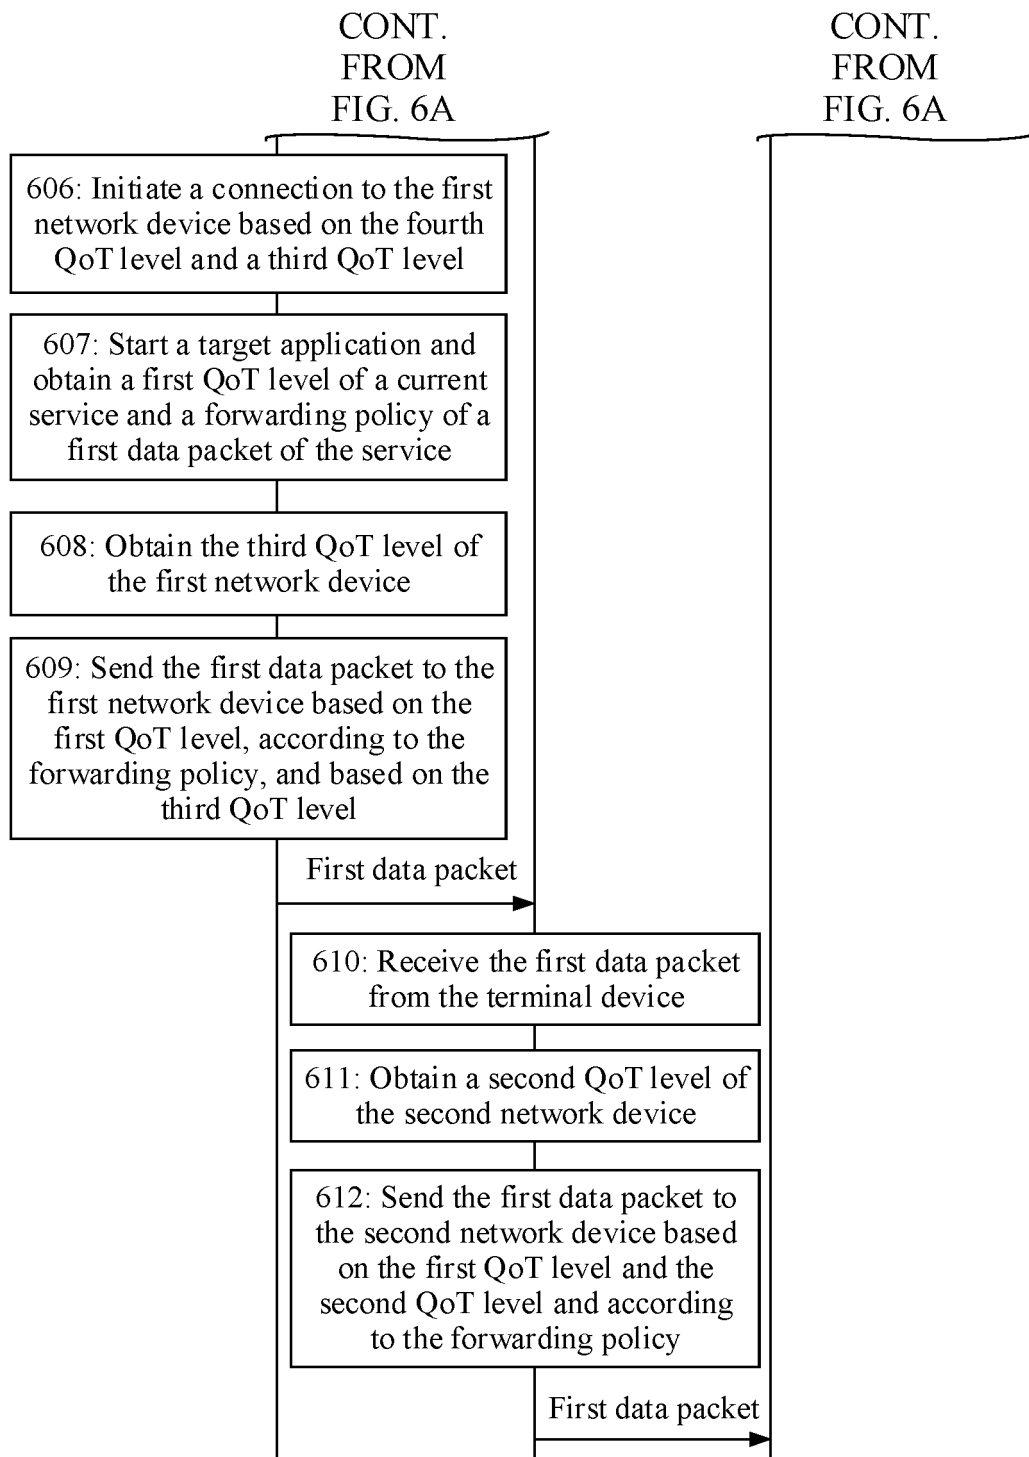 CONT.
FROM
FIG. 6A
CONT.
FROM
FIG. 6A
606: Initiate a connection to the first
network device based on the fourth
QoT level and a third QoT level
607: Start a target application and
obtain a first QoT level of a current
service and a forwarding policy of a
first data packet of the service
608: Obtain the third QoT level of
the first network device
609: Send the first data packet to the
first network device based on the
first QoT level, according to the
forwarding policy, and based on the
third QoT level
First data packet
610: Receive the first data packet
from the terminal device
611: Obtain a second QoT level of
the second network device
612: Send the first data packet to
the second network device based
on the first QoT level and the
second QoT level and according
to the forwarding policy
First data packet